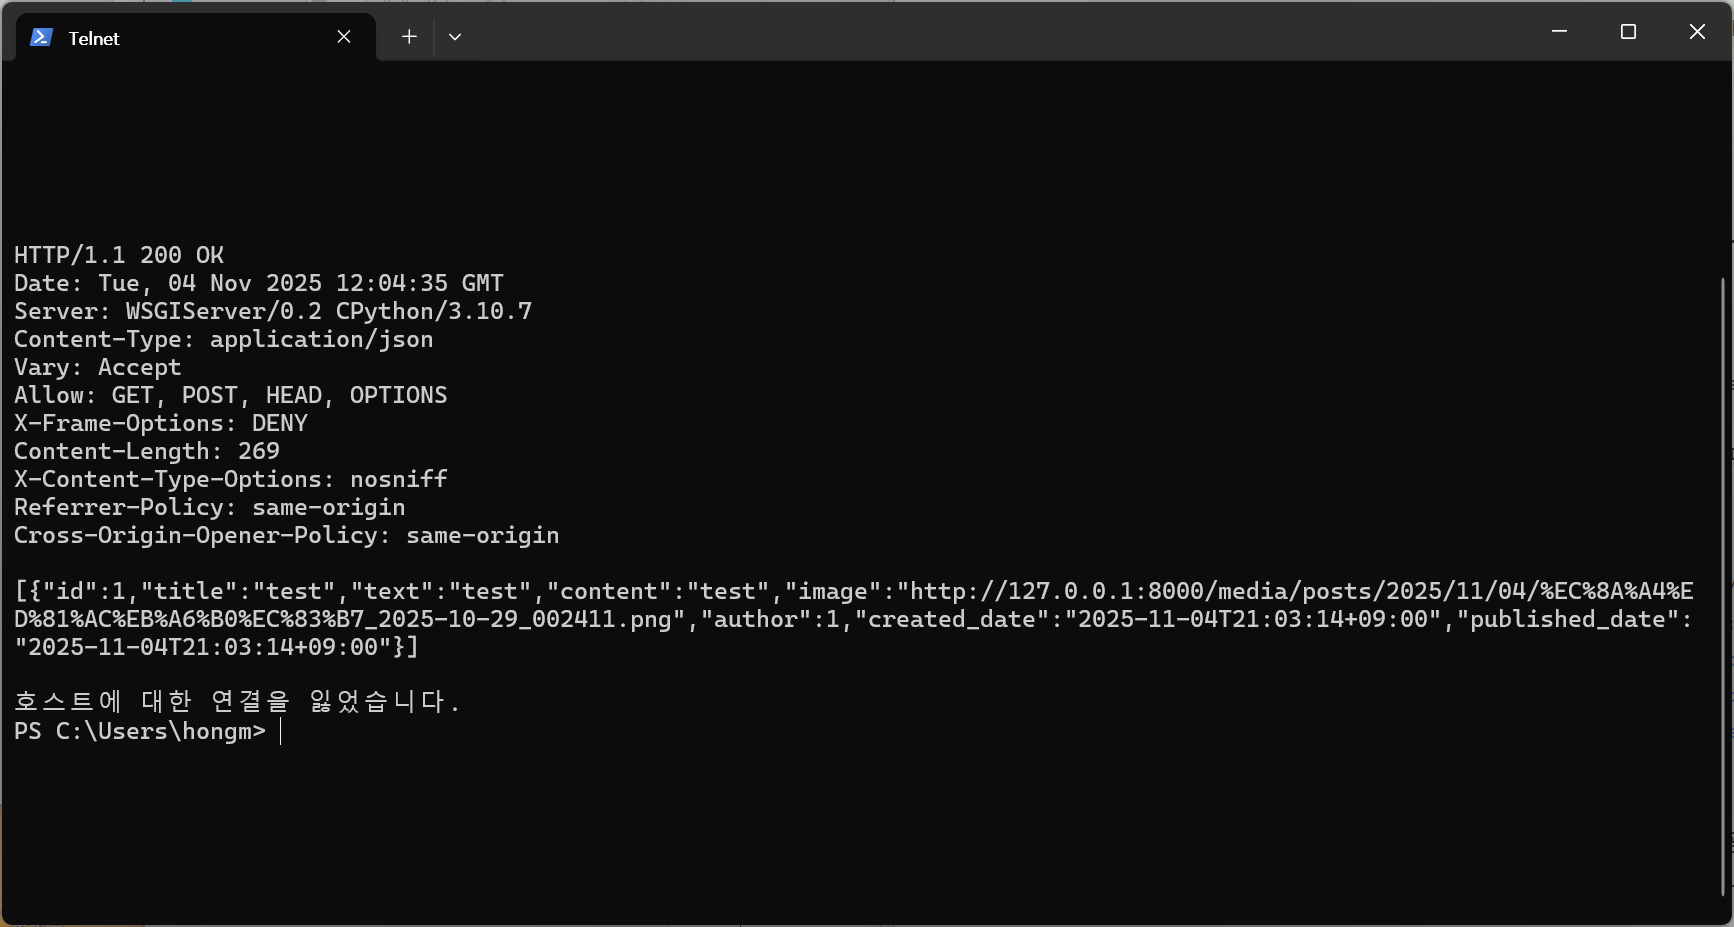 Telnet
HTTP/1.1 200 OK
Date: Tue, 04 Nov 2025 12:04:35 GMT
Server: WSGIServer/0.2 CPython/3.10.7
Content-Type: application/json
Vary: Accept
Allow: GET, POST, HEAD, OPTIONS
X-Frame-Options: DENY
Content-Length: 269
X-Content-Type-Options: nosniff
Referrer-Policy: same-origin
Cross-Origin-Opener-Policy: same-origin
[{"id":1,"title":"test","text":"test","content":"test","image":"http://127.0.0.1:8000/media/posts/2025/11/04/%EC%8A%A4%E
D%81%AC%EB%A6%B0%EC%83%B7_2025-10-29_002411.png","author":1,"created_date":"2025-11-04T21:03:14+09:00","published_date":
"2025-11-04T21:03:14+09:00"}]
호스트에 대한 연결을 잃었습니다.
PS C:\Users\hongm>